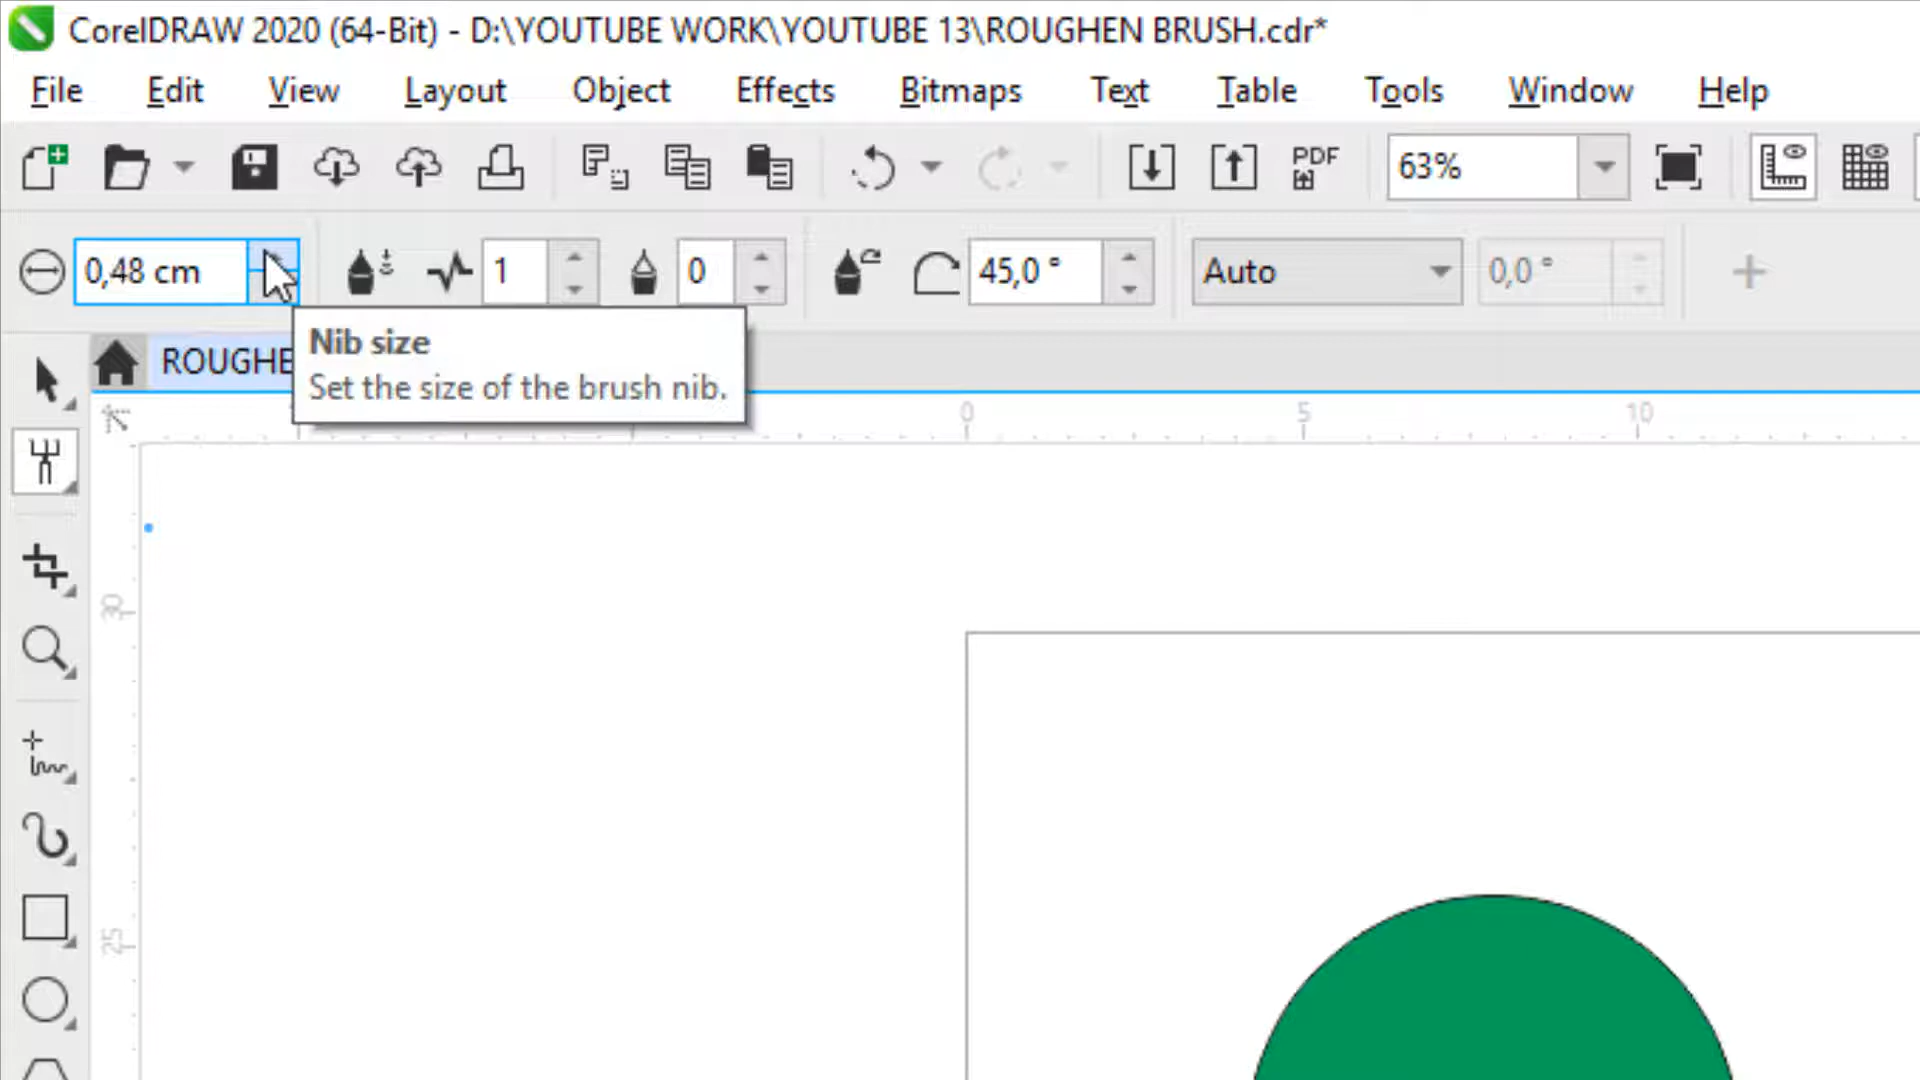 CorelDRAW 2020 (64-Bit) - D:\YOUTUBE WORK\YOUTUBE 13\ROUGHEN BRUSH.cdr*
File Edit View Layout Object Effects Bitmaps Text Table Tools Window Help
PDF 63%
0,48 cm 1 0 45,0 ° Auto 0,0 °
Nib size
ROUGHE
Set the size of the brush nib.
0 5 10
30
25